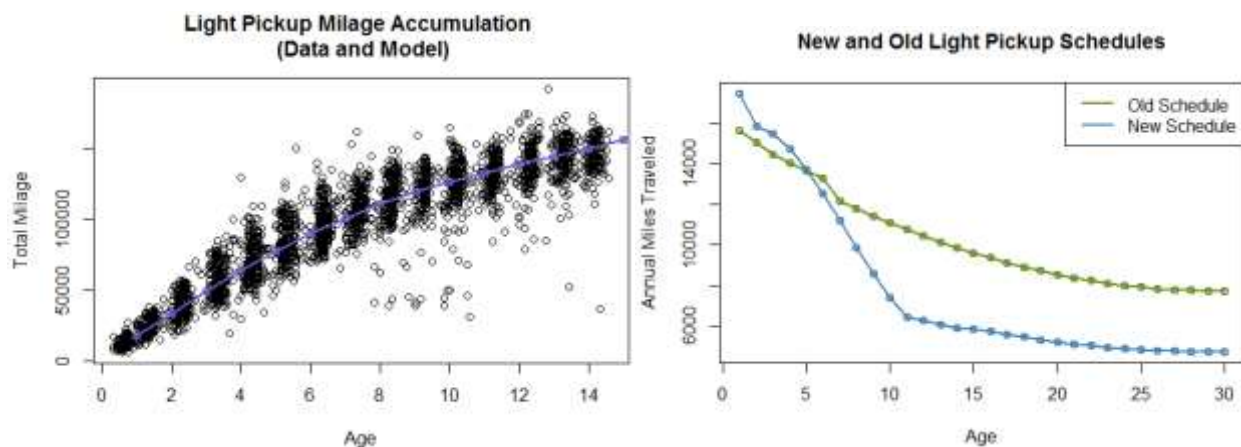 Light Pickup Milage Accumulation
(Data and Model)
Total Milage
0
50000
100000
0 2 4 6 8 10 12 14
Age
New and Old Light Pickup Schedules
Old Schedule
New Schedule
Annual Miles Traveled
14000
10000
6000
0 5 10 15 20 25 30
Age